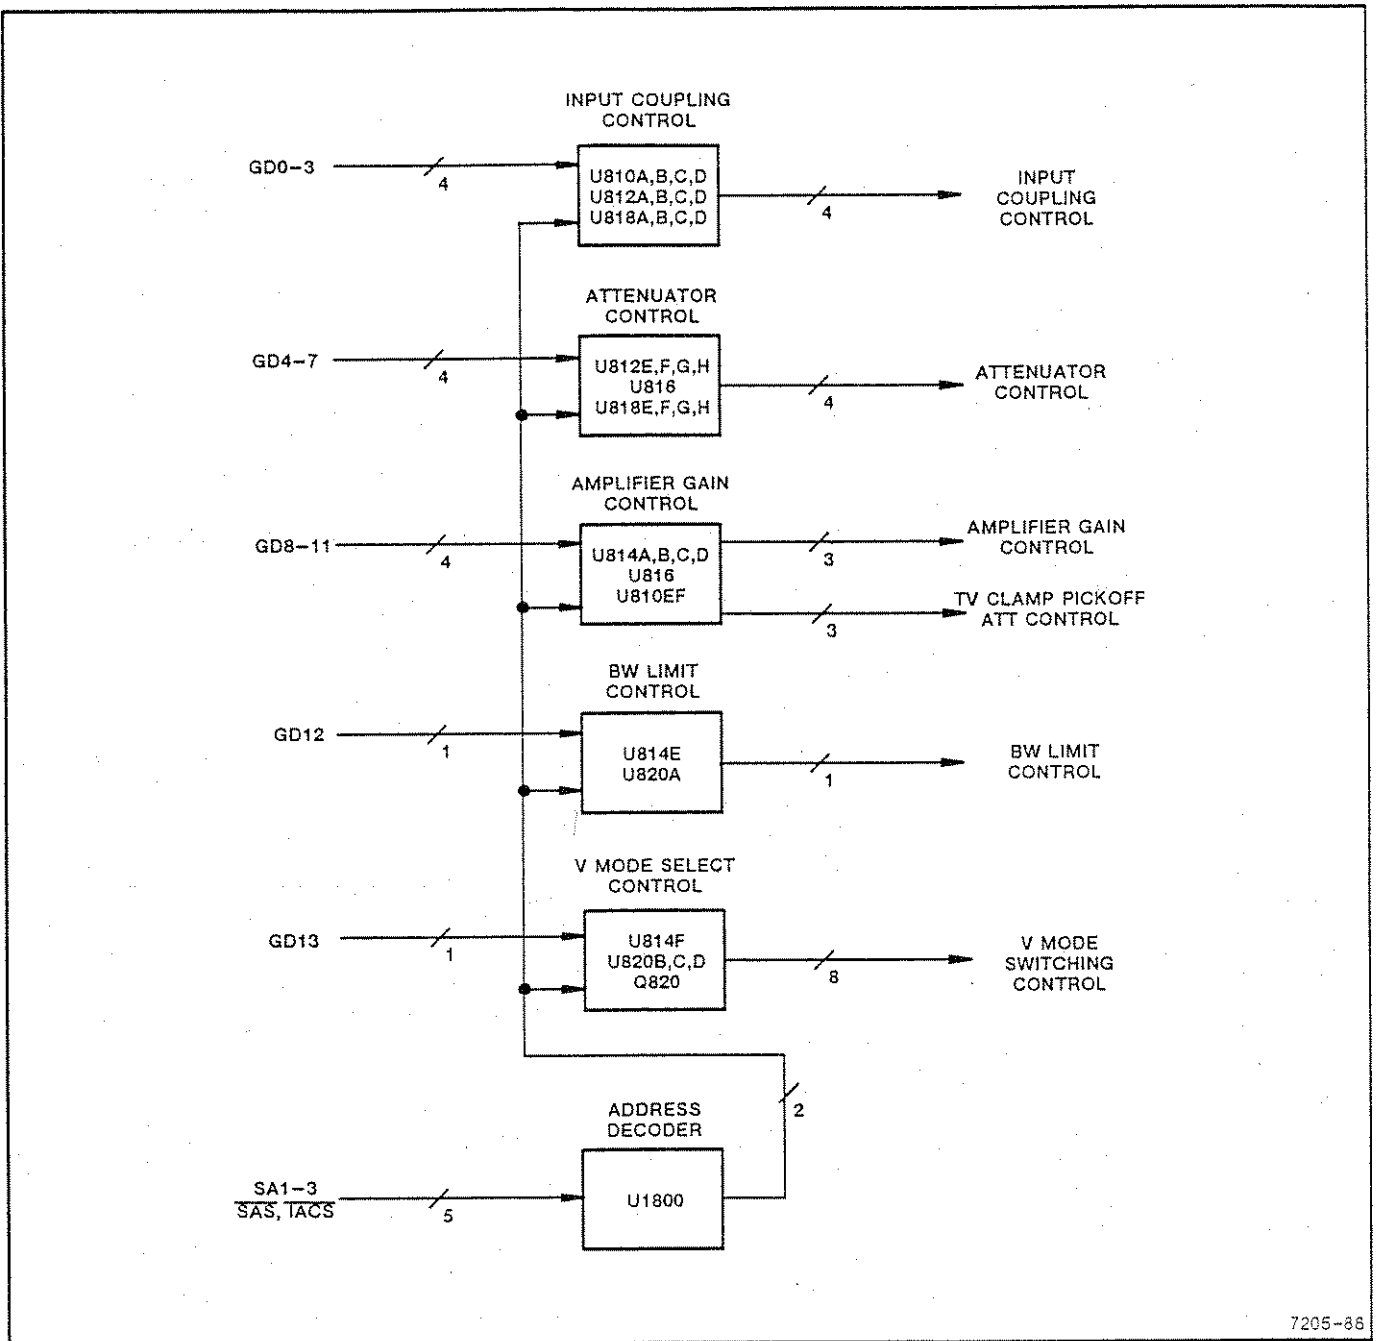 INPUT COUPLING
CONTROL
GD0-3
4
U810A,B,C,D
U812A,B,C,D
U818A,B,C,D
4
INPUT
COUPLING
CONTROL
ATTENUATOR
CONTROL
GD4-7
4
U812E,F,G,H
U816
U818E,F,G,H
4
ATTENUATOR
CONTROL
AMPLIFIER GAIN
CONTROL
GD8-11
4
U814A,B,C,D
U816
U810EF
3
AMPLIFIER GAIN
CONTROL
3
TV CLAMP PICKOFF
ATT CONTROL
BW LIMIT
CONTROL
GD12
1
U814E
U820A
1
BW LIMIT
CONTROL
V MODE SELECT
CONTROL
GD13
1
U814F
U820B,C,D
Q820
8
V MODE
SWITCHING
CONTROL
2
ADDRESS
DECODER
SA1-3
SAS, IACS
5
U1800
7205-88